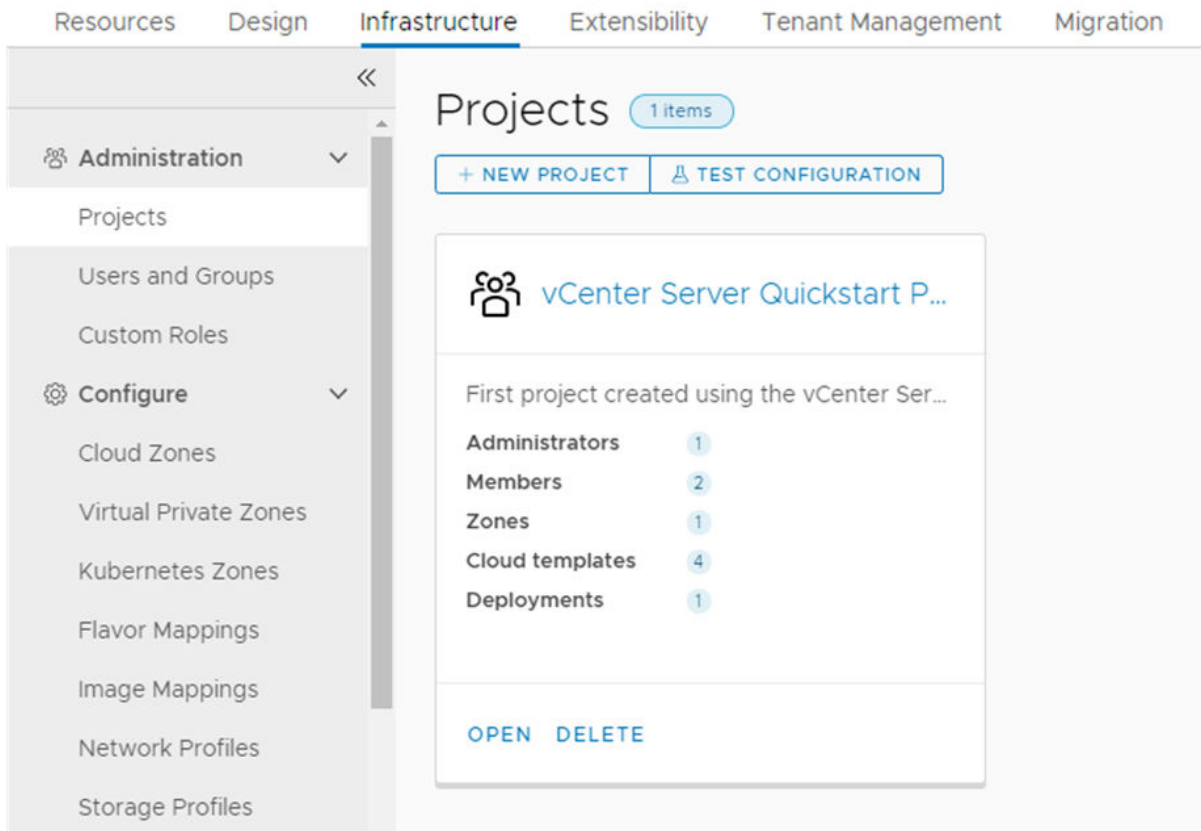 Resources Design Infrastructure Extensibility Tenant Management Migration
Administration
Projects
Users and Groups
Custom Roles
Configure
Cloud Zones
Virtual Private Zones
Kubernetes Zones
Flavor Mappings
Image Mappings
Network Profiles
Storage Profiles
Projects 1 items
+ NEW PROJECT TEST CONFIGURATION
vCenter Server Quickstart P...
First project created using the vCenter Ser...
Administrators 1
Members 2
Zones 1
Cloud templates 4
Deployments 1
OPEN DELETE